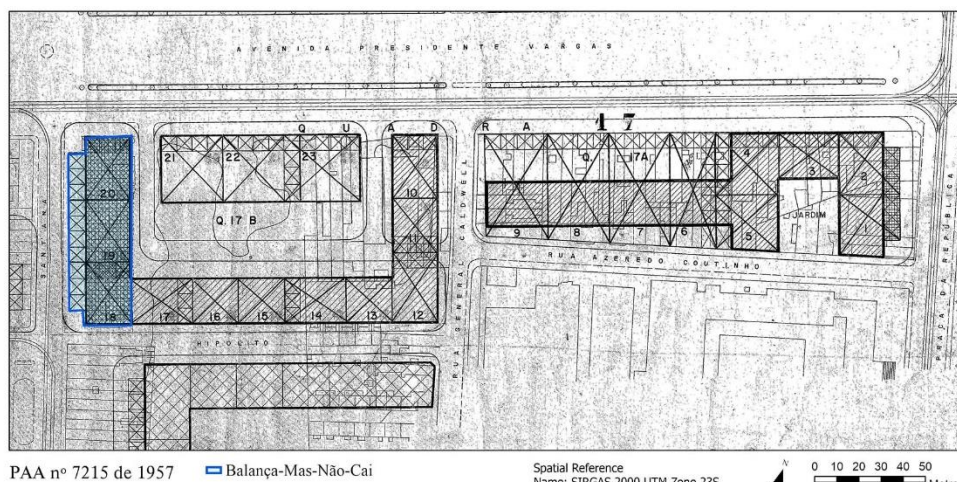 AVENIDA PRESIDENTE VARGAS
QUADRA 17
21 22 23
Q. 17A
20
10
4 3 2
Q. 17 B
SANTANA
RUA GENERAL CALDWELL
JARDIM
PRAÇA DA REPÚBLICA
19
11
9 8 7 6 5 1
RUA AZEREDO COUTINHO
18 17 16 15 14 13 12
HIPÓLITO
PAA nº 7215 de 1957
Balança-Mas-Não-Cai
Spatial Reference
Name: SIRGAS 2000 UTM Zone 23S
N
0 10 20 30 40 50